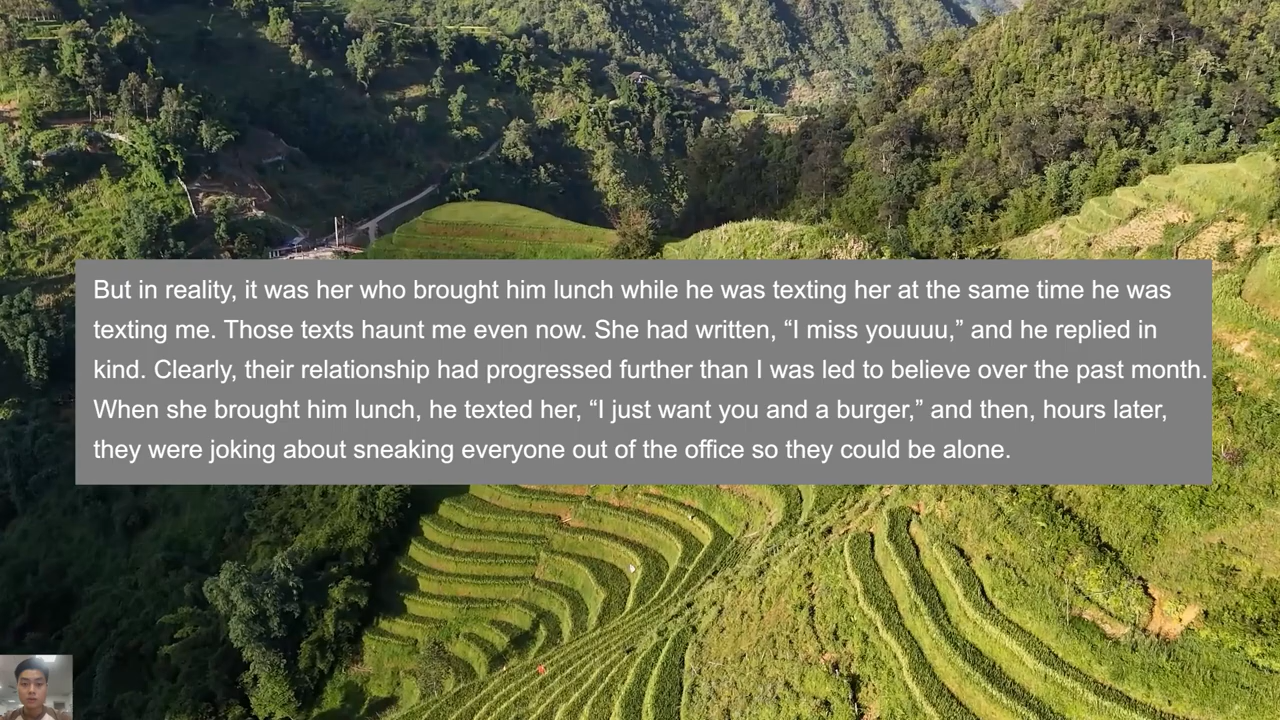 But in reality, it was her who brought him lunch while he was texting her at the same time he was
texting me. Those texts haunt me even now. She had written, “I miss youuuu,” and he replied in
kind. Clearly, their relationship had progressed further than I was led to believe over the past month.
When she brought him lunch, he texted her, “I just want you and a burger,” and then, hours later,
they were joking about sneaking everyone out of the office so they could be alone.